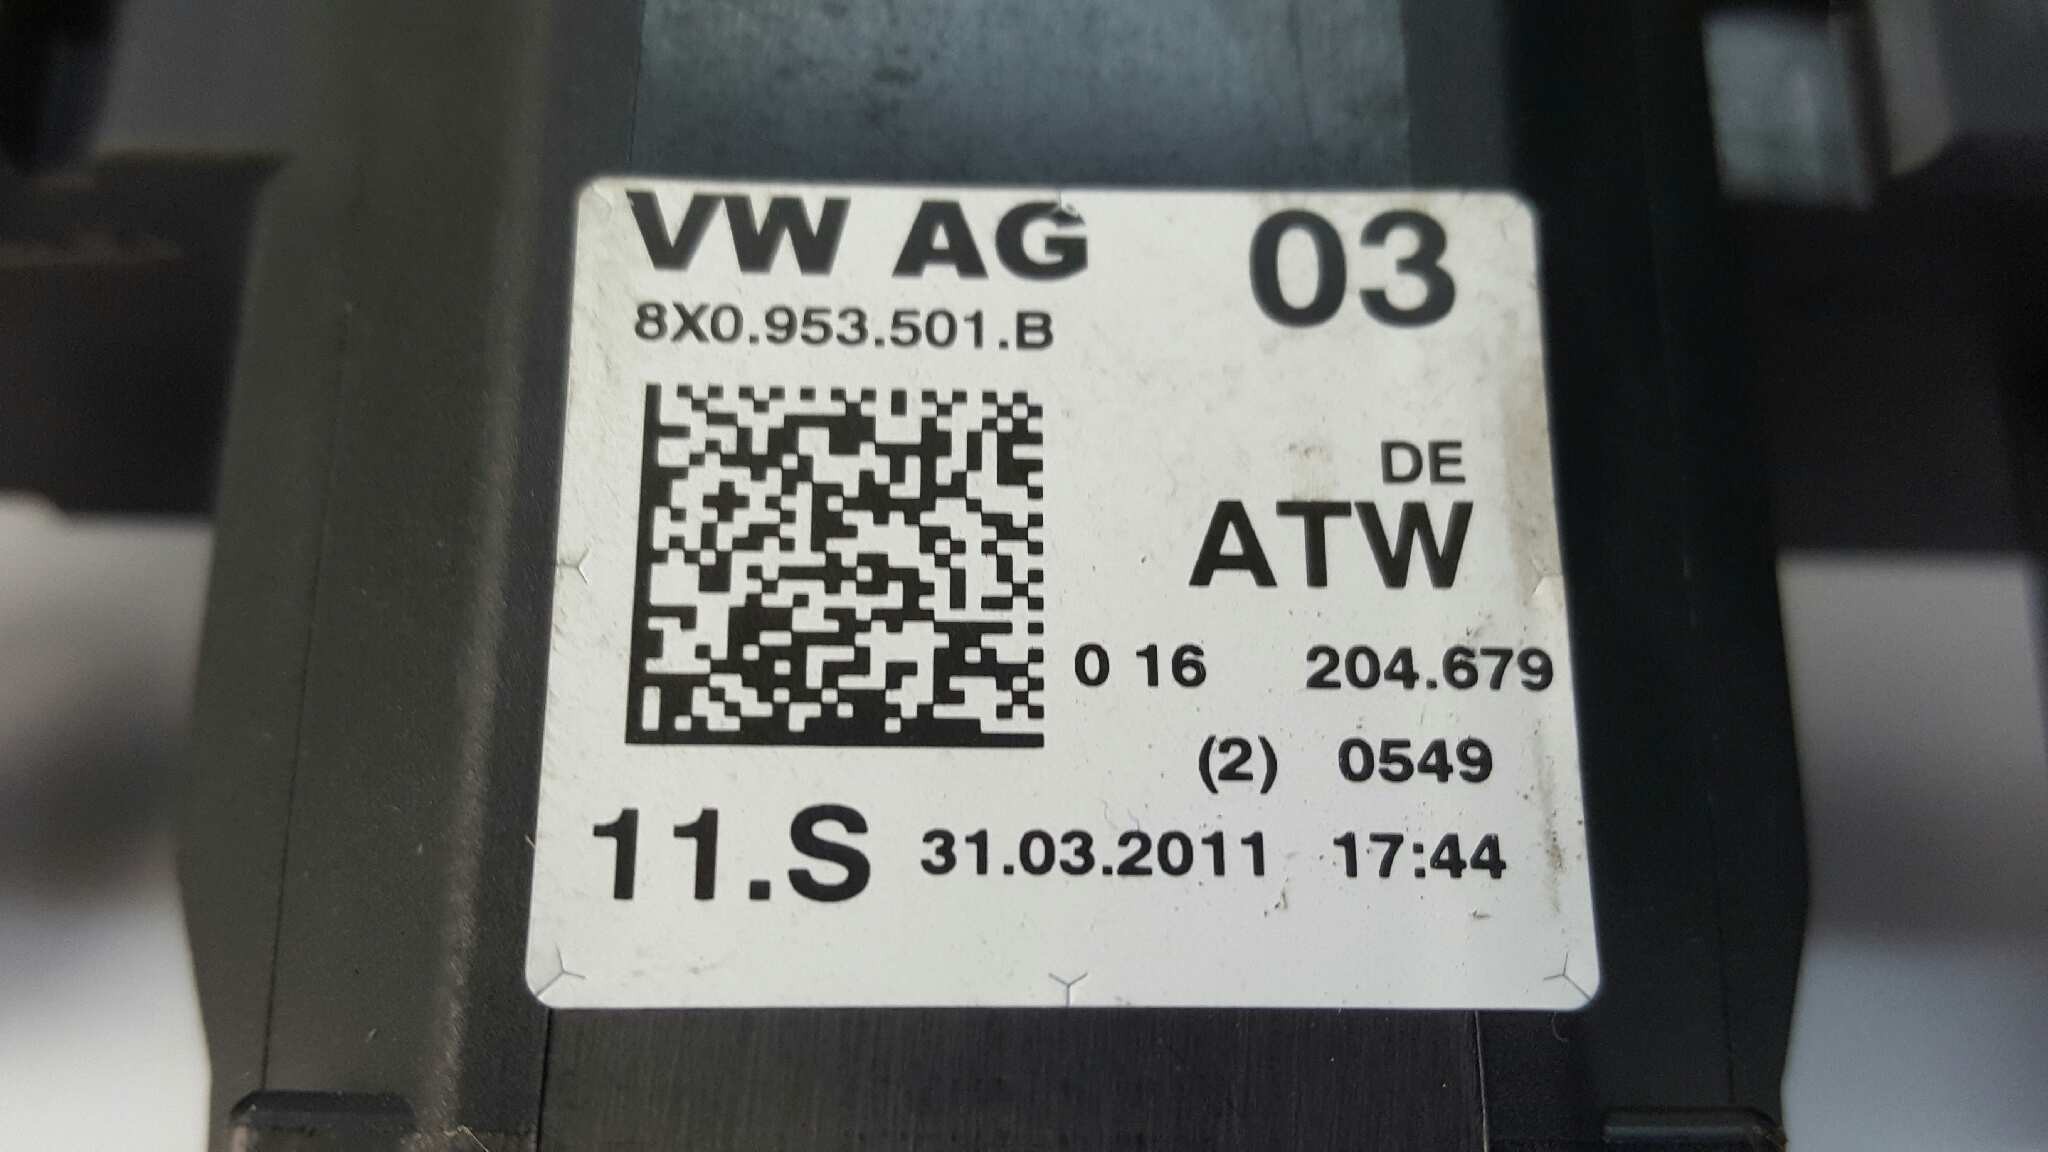 VW AG 03
8X0.953.501.B
DE
ATW
0 16 204.679
(2) 0549
11.S 31.03.2011 17:44